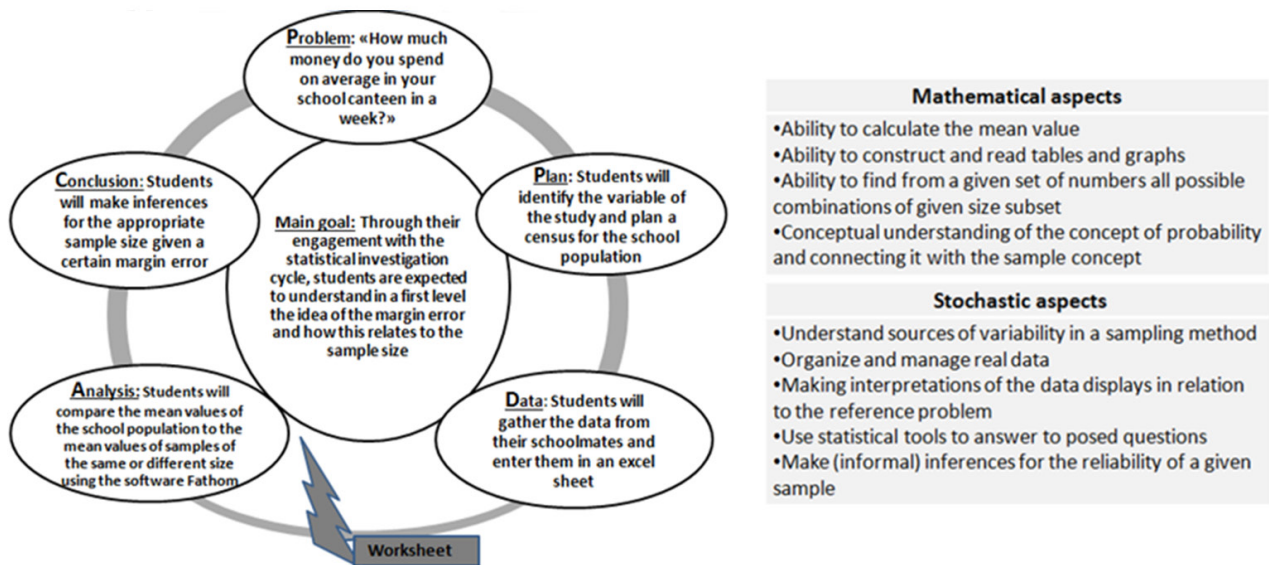 Problem: «How much
money do you spend
on average in your
school canteen in a
week?»
Plan: Students will
identify the variable
of the study and plan a
census for the school
population
Data: Students will
gather the data from
their schoolmates and
enter them in an excel
sheet
Analysis: Students will
compare the mean values of
the school population to the
mean values of samples of
the same or different size
using the software Fathom
Conclusion: Students
will make inferences
for the appropriate
sample size given a
certain margin error
Main goal: Through their
engagement with the
statistical investigation
cycle, students are expected
to understand in a first level
the idea of the margin error
and how this relates to the
sample size
Worksheet
Mathematical aspects
•Ability to calculate the mean value
•Ability to construct and read tables and graphs
•Ability to find from a given set of numbers all possible
combinations of given size subset
•Conceptual understanding of the concept of probability
and connecting it with the sample concept
Stochastic aspects
•Understand sources of variability in a sampling method
•Organize and manage real data
•Making interpretations of the data displays in relation
to the reference problem
•Use statistical tools to answer to posed questions
•Make (informal) inferences for the reliability of a given
sample